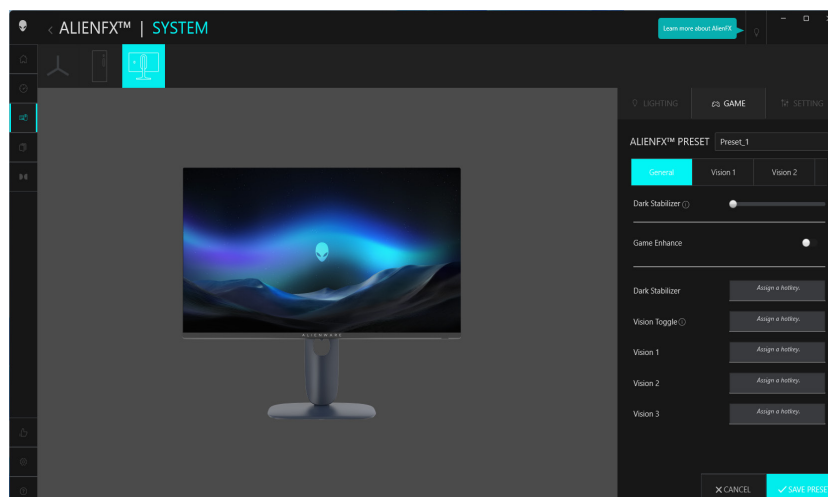 ALIENFX™ | SYSTEM
Learn more about AlienFX
LIGHTING
GAME
SETTING
ALIENFX™ PRESET
Preset_1
General
Vision 1
Vision 2
Dark Stabilizer
Game Enhance
Dark Stabilizer
Assign a hotkey.
Vision Toggle
Assign a hotkey.
Vision 1
Assign a hotkey.
Vision 2
Assign a hotkey.
Vision 3
Assign a hotkey.
ALIENWARE
CANCEL
SAVE PRESE